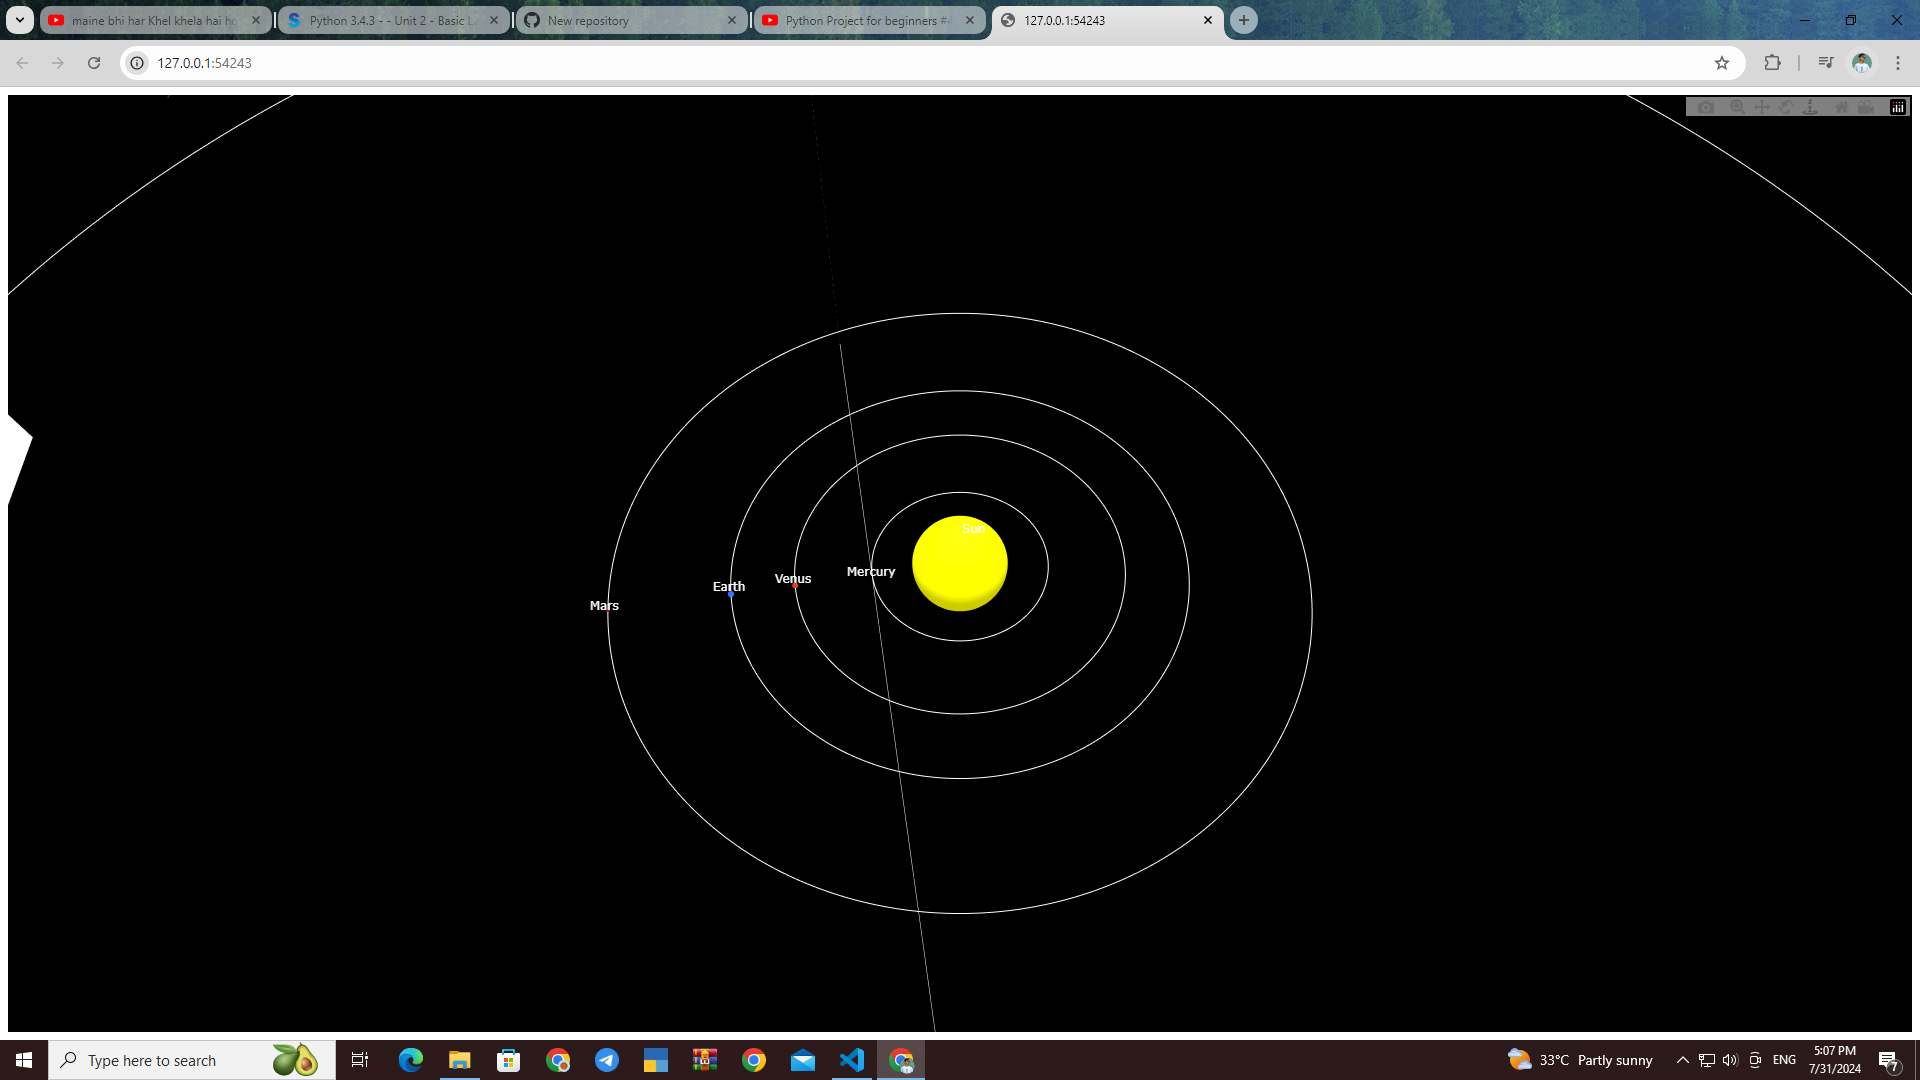 maine bhi har Khel khela hai ho
Python 3.4.3 - - Unit 2 - Basic L
New repository
Python Project for beginners #
127.0.0.1:54243
127.0.0.1:54243
Sun
Mercury
Venus
Earth
Mars
Type here to search
33°C Partly sunny
ENG
5:07 PM
7/31/2024
7